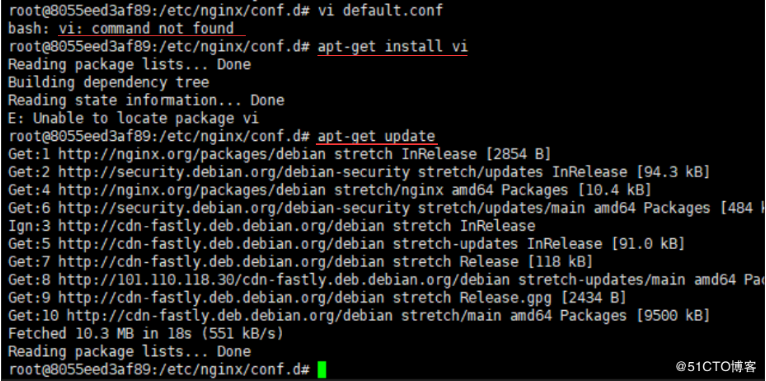 root@8055eed3af89:/etc/nginx/conf.d# vi default.conf
bash: vi: command not found
root@8055eed3af89:/etc/nginx/conf.d# apt-get install vi
Reading package lists... Done
Building dependency tree
Reading state information... Done
E: Unable to locate package vi
root@8055eed3af89:/etc/nginx/conf.d# apt-get update
Get:1 http://nginx.org/packages/debian stretch InRelease [2854 B]
Get:2 http://security.debian.org/debian-security stretch/updates InRelease [94.3 kB]
Get:4 http://nginx.org/packages/debian stretch/nginx amd64 Packages [10.4 kB]
Get:6 http://security.debian.org/debian-security stretch/updates/main amd64 Packages [484 k
Ign:3 http://cdn-fastly.deb.debian.org/debian stretch InRelease
Get:5 http://cdn-fastly.deb.debian.org/debian stretch-updates InRelease [91.0 kB]
Get:7 http://cdn-fastly.deb.debian.org/debian stretch Release [118 kB]
Get:8 http://101.110.118.30/cdn-fastly.deb.debian.org/debian stretch-updates/main amd64 Pac
Get:9 http://cdn-fastly.deb.debian.org/debian stretch Release.gpg [2434 B]
Get:10 http://cdn-fastly.deb.debian.org/debian stretch/main amd64 Packages [9500 kB]
Fetched 10.3 MB in 18s (551 kB/s)
Reading package lists... Done
root@8055eed3af89:/etc/nginx/conf.d#
@51CTO博客